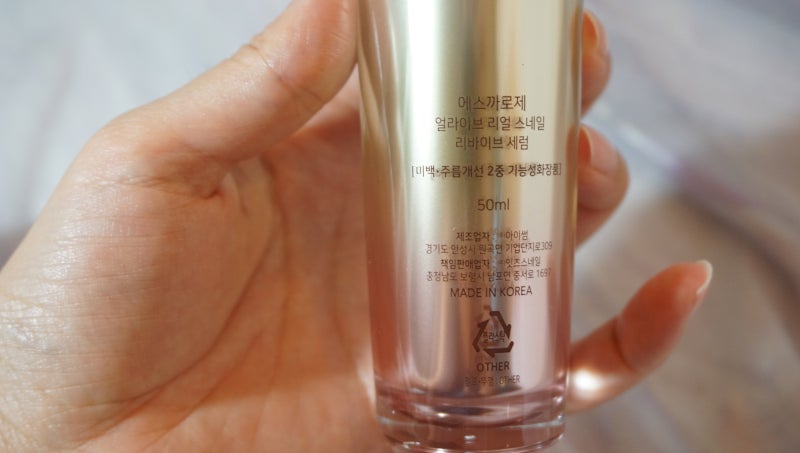 에스까로제
얼라이브 리얼 스네일
리바이브 세럼
[미백·주름개선 2중 기능성화장품]
50ml
제조업자 ㈜아이썸
경기도 안성시 원곡면 기업단지로309
책임판매업자 ㈜잇츠스네일
충청남도 보령시 남포면 중서로 1697
MADE IN KOREA
플라스틱
OTHER
OTHER